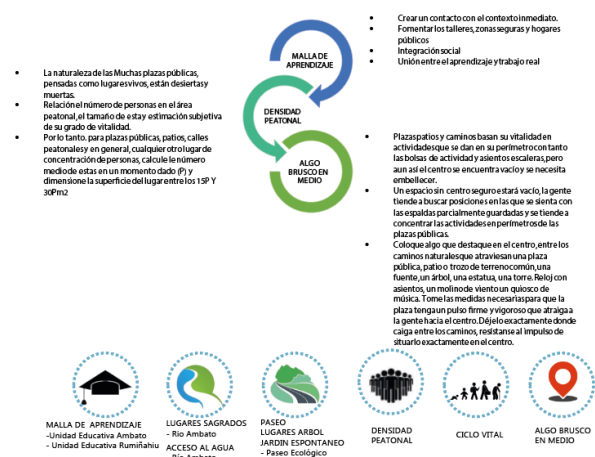 • Crear un contacto con el contexto inmediato.
• Fomentar los talleres, zonas seguras y hogares
públicos
• Integración social
• Unión entre el aprendizaje y trabajo real
MALLA DE
APRENDIZAJE
• La naturaleza de las Muchas plazas públicas,
pensadas como lugares vivos, están desiertas y
muertas.
• Relación el número de personas en el área
peatonal, el tamaño de esta y estimación subjetiva
de su grado de vitalidad.
• Por lo tanto. para plazas públicas, patios, calles
peatonales y en general, cualquier otro lugar de
concentración de personas, calcule le número
medio de estas en un momento dado (P) y
dimensione la superficie del lugar entre los 15P Y
30Pm2
DENSIDAD
PEATONAL
ALGO
BRUSCO EN
MEDIO
• Plazas patios y caminos basan su vitalidad en
actividades que se dan en su perímetro con tanto
las bolsas de actividad y asientos escaleras, pero
aun así el centro se encuentra vacío y se necesita
embellecer.
• Un espacio sin centro seguro estará vacío, la gente
tiende a buscar posiciones en las que se sienta con
las espaldas parcialmente guardadas y se tiende a
concentrar las actividades en perímetros de las
plazas públicas.
• Coloque algo que destaque en el centro, entre los
caminos naturales que atraviesan una plaza
pública, patio o trozo de terreno común, una
fuente, un árbol, una estatua, una torre. Reloj con
asientos, un molino de viento un quiosco de
música. Tome las medidas necesarias para que la
plaza tenga un pulso firme y vigoroso que atraiga a
la gente hacia el centro. Déjelo exactamente donde
caiga entre los caminos, resístanse al impulso de
situarlo exactamente en el centro.
MALLA DE APRENDIZAJE
-Unidad Educativa Ambato
- Unidad Educativa Rumiñahiu
LUGARES SAGRADOS
- Rio Ambato
ACCESO AL AGUA
- Río Ambato
PASEO
LUGARES ARBOL
JARDIN ESPONTANEO
- Paseo Ecológico
DENSIDAD
PEATONAL
CICLO VITAL
ALGO BRUSCO
EN MEDIO